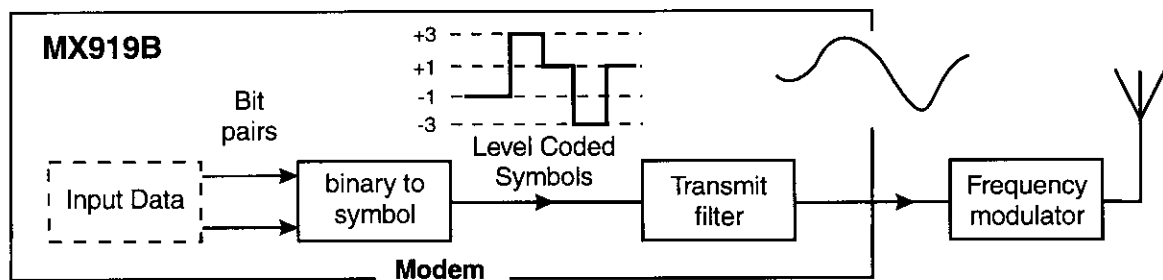 MX919B
+3
+1
-1
-3
Bit
pairs
Level Coded
Symbols
Input Data
binary to
symbol
Transmit
filter
Frequency
modulator
Modem